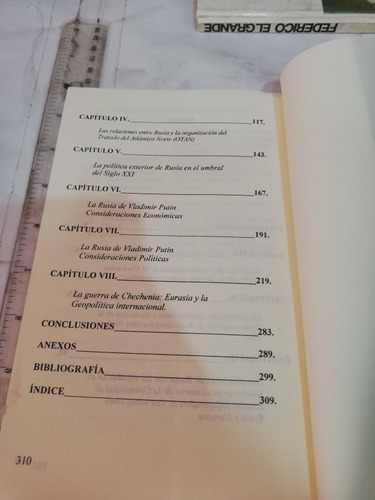 FEDERICO EL GRANDE
CAPÍTULO IV. 117.
Las relaciones entre Rusia y la organización del
Tratado del Atlántico Norte (OTAN)
CAPÍTULO V. 143.
La política exterior de Rusia en el umbral
del Siglo XXI
CAPÍTULO VI. 167.
La Rusia de Vladimir Putin
Consideraciones Económicas
CAPÍTULO VII. 191.
La Rusia de Vladimir Putin
Consideraciones Políticas
CAPÍTULO VIII. 219.
La guerra de Chechenia: Eurasia y la
Geopolítica internacional.
CONCLUSIONES 283.
ANEXOS 289.
BIBLIOGRAFÍA 299.
ÍNDICE 309.
310